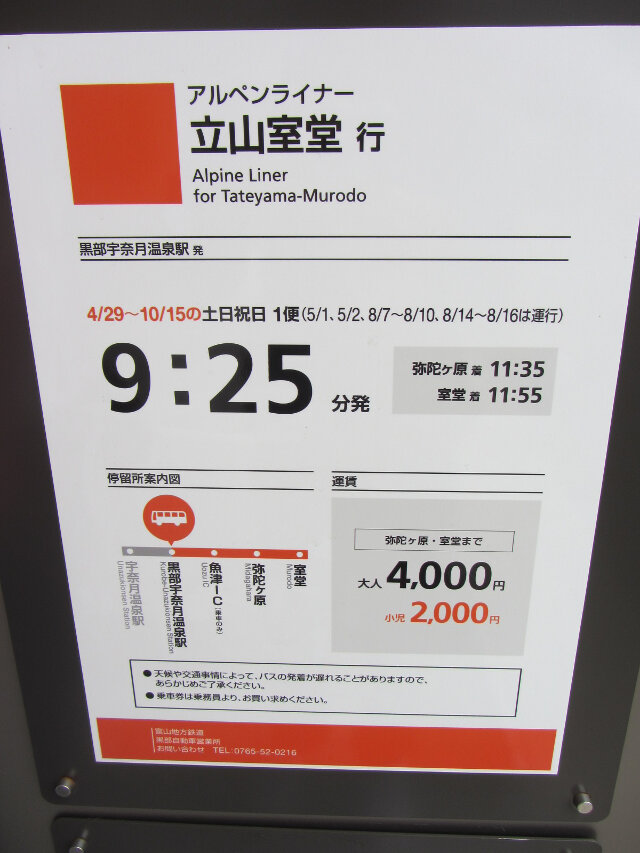 アルペンライナー
立山室堂 行
Alpine Liner
for Tateyama-Murodo
黒部宇奈月温泉駅 発
4/29～10/15の土日祝日 1便(5/1、5/2、8/7～8/10、8/14～8/16は運行)
9:25 分発
弥陀ヶ原 着 11:35
室堂 着 11:55
停留所案内図
宇奈月温泉駅
Unazukionsen Station
黒部宇奈月温泉駅
Kurobe-Unazukionsen Station
魚津IC(乗車のみ)
Uozu IC
弥陀ヶ原
Midagahara
室堂
Murodo
運賃
弥陀ヶ原・室堂まで
大人 4,000円
小児 2,000円
● 天候や交通事情によって、バスの発着が遅れることがありますので、
あらかじめご了承ください。
● 乗車券は乗務員より、お買い求めください。
富山地方鉄道
黒部自動車営業所
お問い合わせ TEL:0765-52-0216